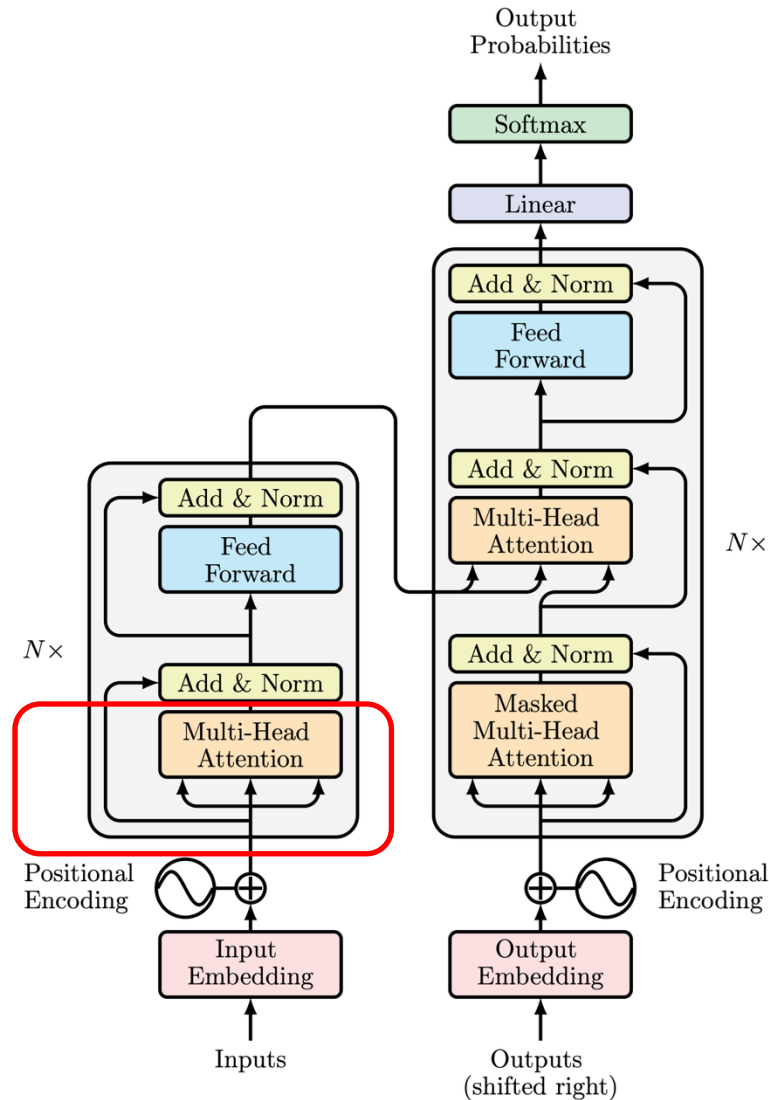 Output
Probabilities
Softmax
Linear
Add & Norm
Feed
Forward
Add & Norm
Multi-Head
Attention
N×
Add & Norm
Masked
Multi-Head
Attention
Add & Norm
Feed
Forward
N×
Add & Norm
Multi-Head
Attention
Positional
Encoding
Positional
Encoding
Input
Embedding
Output
Embedding
Inputs
Outputs
(shifted right)